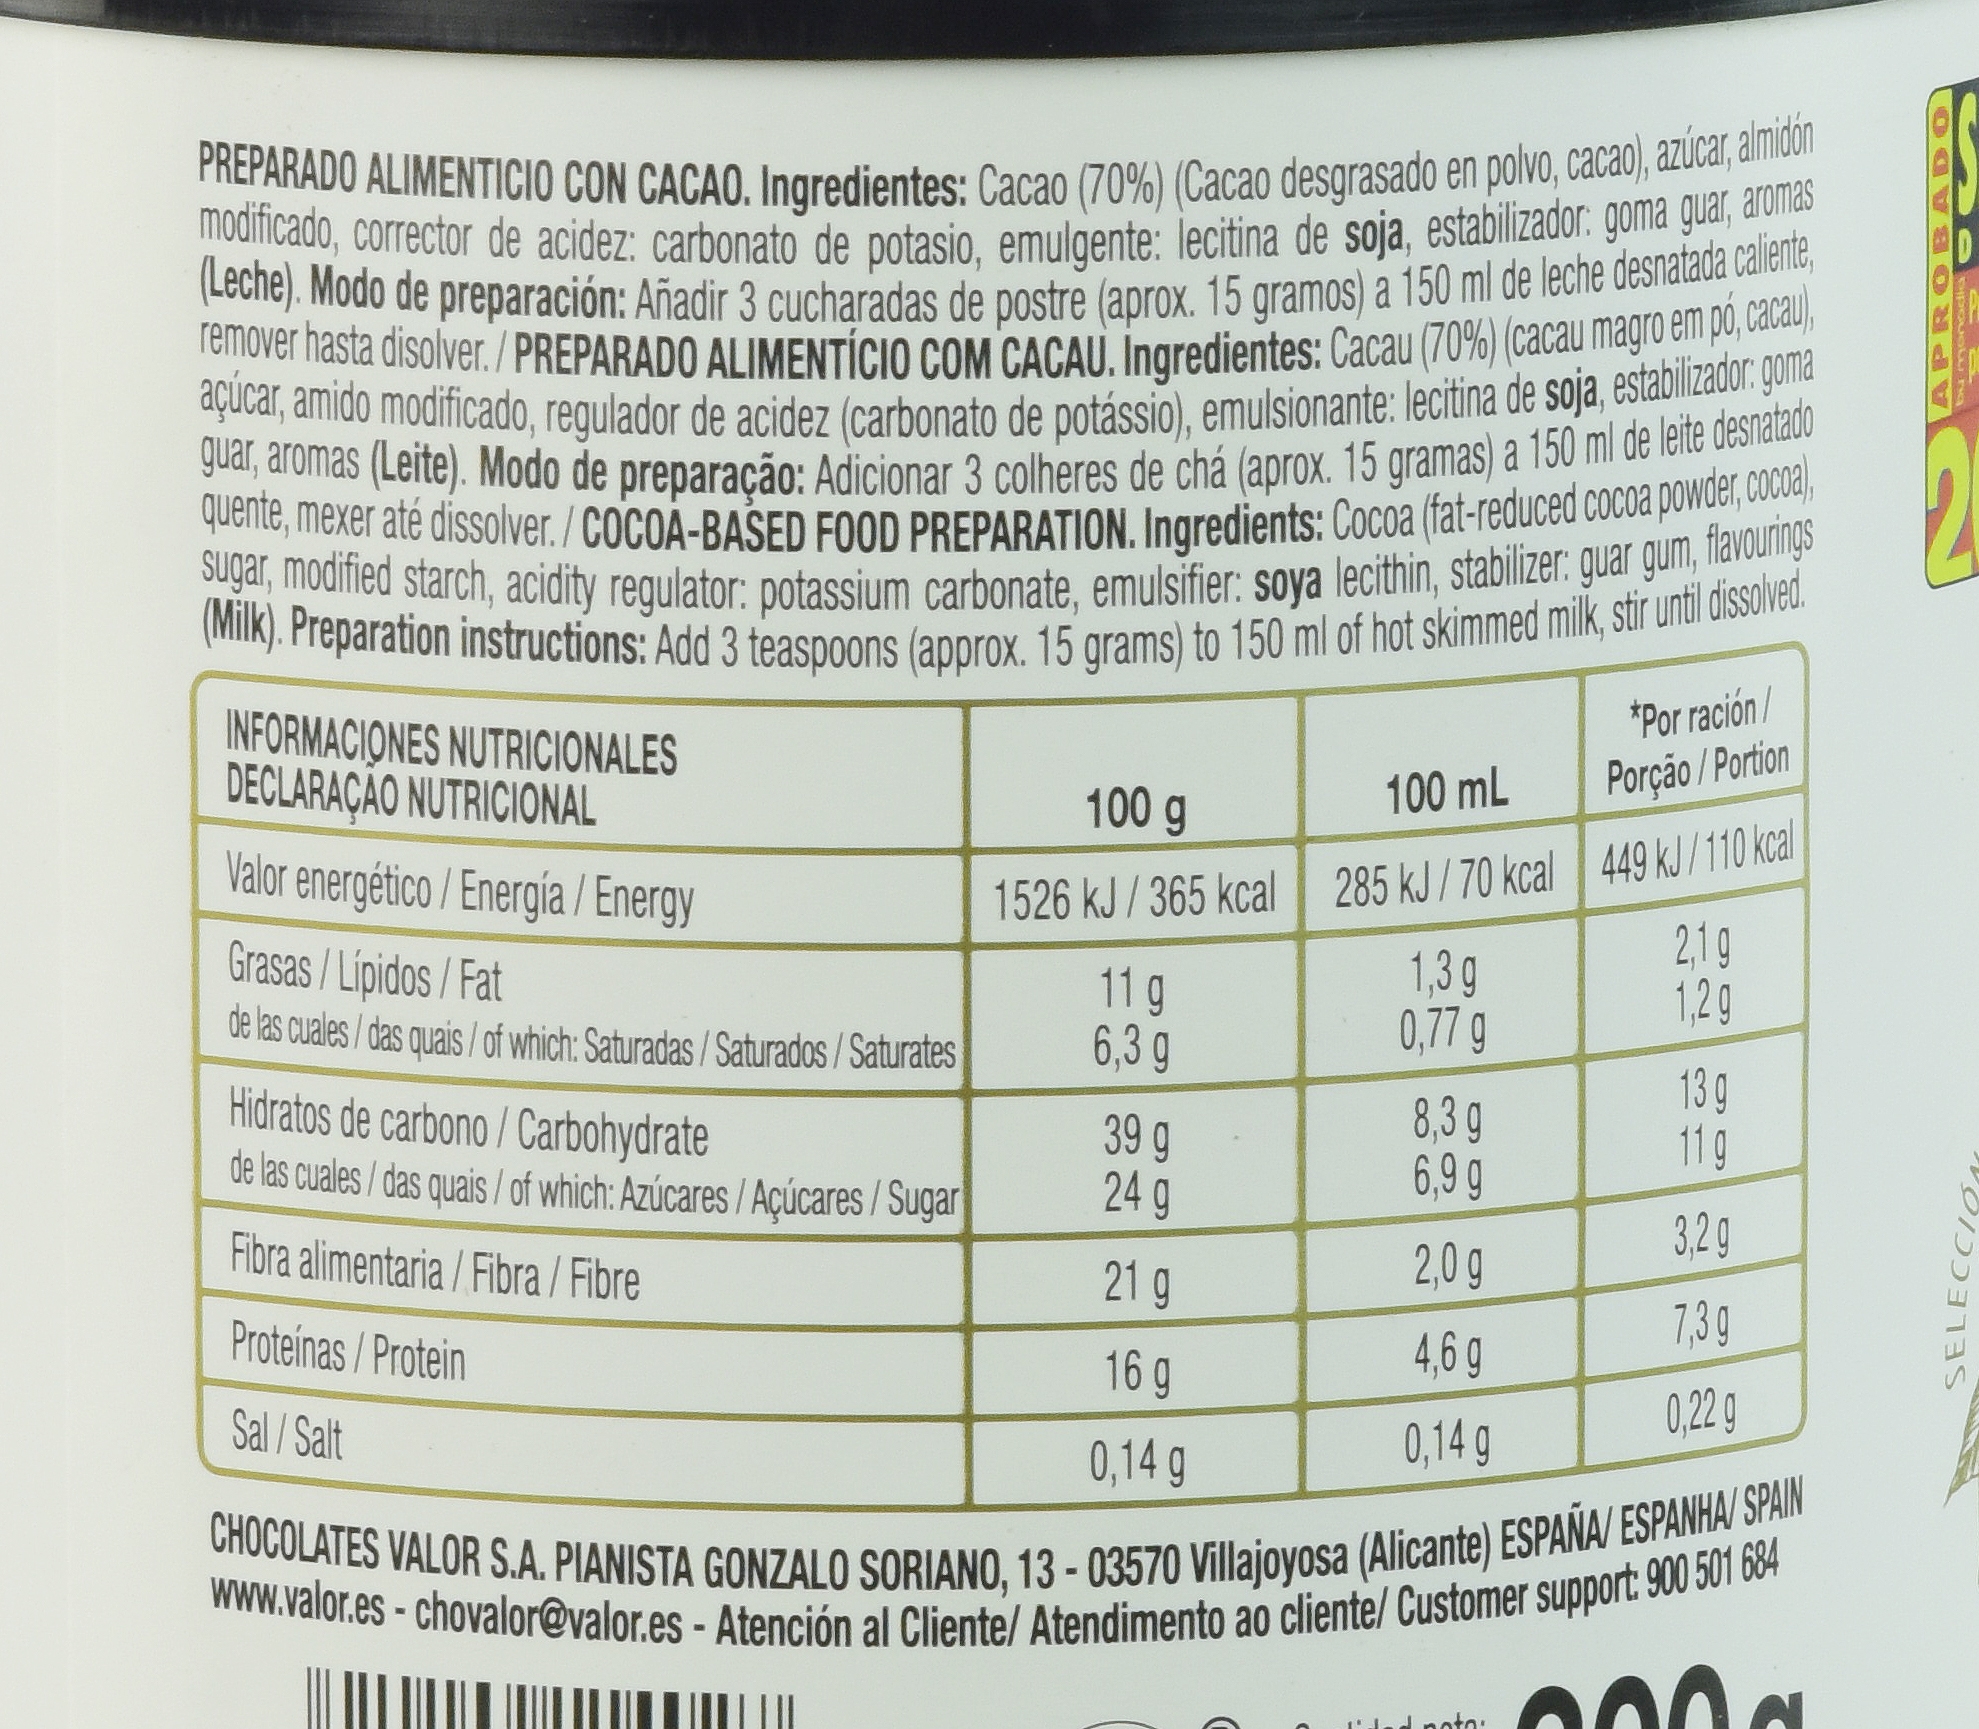 PREPARADO ALIMENTICIO CON CACAO. Ingredientes: Cacao (70%) (Cacao desgrasado en polvo, cacao), azúcar, almidón
modificado, corrector de acidez: carbonato de potasio, emulgente: lecitina de soja, estabilizador: goma guar, aromas
(Leche). Modo de preparación: Añadir 3 cucharadas de postre (aprox. 15 gramos) a 150 ml de leche desnatada caliente,
remover hasta disolver. / PREPARADO ALIMENTÍCIO COM CACAU. Ingredientes: Cacau (70%) (cacau magro em pó, cacau),
açúcar, amido modificado, regulador de acidez (carbonato de potássio), emulsionante: lecitina de soja, estabilizador: goma
guar, aromas (Leite). Modo de preparação: Adicionar 3 colheres de chá (aprox. 15 gramas) a 150 ml de leite desnatado
quente, mexer até dissolver. / COCOA-BASED FOOD PREPARATION. Ingredients: Cocoa (fat-reduced cocoa powder, cocoa),
sugar, modified starch, acidity regulator: potassium carbonate, emulsifier: soya lecithin, stabilizer: guar gum, flavourings
(Milk). Preparation instructions: Add 3 teaspoons (approx. 15 grams) to 150 ml of hot skimmed milk, stir until dissolved.
INFORMACIONES NUTRICIONALES
DECLARAÇÃO NUTRICIONAL
100 g
100 mL
*Por ración /
Porção / Portion
Valor energético / Energía / Energy 1526 kJ / 365 kcal 285 kJ / 70 kcal 449 kJ / 110 kcal
Grasas / Lípidos / Fat 11 g 1,3 g 2,1 g
de las cuales / das quais / of which: Saturadas / Saturados / Saturates 6,3 g 0,77 g 1,2 g
Hidratos de carbono / Carbohydrate 39 g 8,3 g 13 g
de las cuales / das quais / of which: Azúcares / Açúcares / Sugar 24 g 6,9 g 11 g
Fibra alimentaria / Fibra / Fibre 21 g 2,0 g 3,2 g
Proteínas / Protein 16 g 4,6 g 7,3 g
Sal / Salt 0,14 g 0,14 g 0,22 g
CHOCOLATES VALOR S.A. PIANISTA GONZALO SORIANO, 13 - 03570 Villajoyosa (Alicante) ESPAÑA/ ESPANHA/ SPAIN
www.valor.es - chovalor@valor.es - Atención al Cliente/ Atendimento ao cliente/ Customer support: 900 501 684
APROBADO
SELECCIÓN